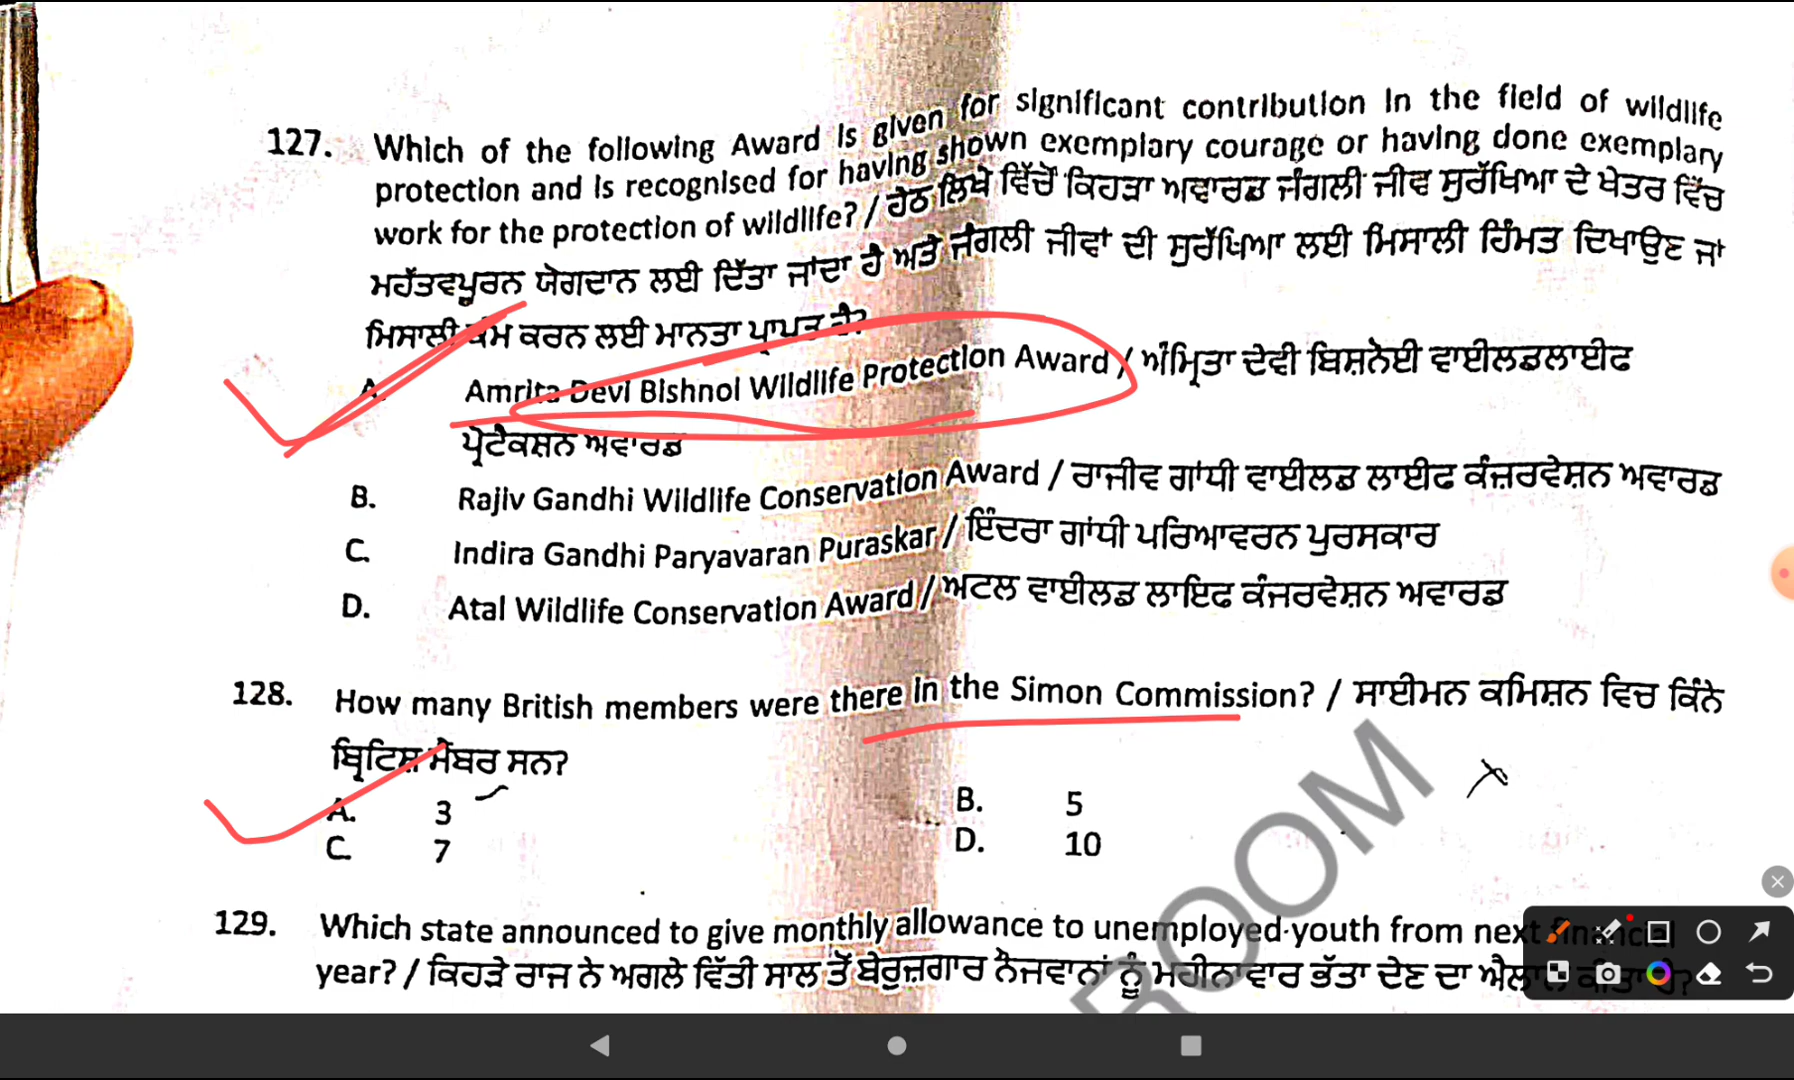 127. Which of the following Award is given for significant contribution in the field of wildlife
protection and is recognised for having shown exemplary courage or having done exemplary
work for the protection of wildlife? / ਹੇਠ ਲਿਖੇ ਵਿੱਚੋਂ ਕਿਹੜਾ ਅਵਾਰਡ ਜੰਗਲੀ ਜੀਵ ਸੁਰੱਖਿਆ ਦੇ ਖੇਤਰ ਵਿੱਚ
ਮਹੱਤਵਪੂਰਨ ਯੋਗਦਾਨ ਲਈ ਦਿੱਤਾ ਜਾਂਦਾ ਹੈ ਅਤੇ ਜੰਗਲੀ ਜੀਵਾਂ ਦੀ ਸੁਰੱਖਿਆ ਲਈ ਮਿਸਾਲੀ ਹਿੰਮਤ ਦਿਖਾਉਣ ਜਾਂ
ਮਿਸਾਲੀ ਕੰਮ ਕਰਨ ਲਈ ਮਾਨਤਾ ਪ੍ਰਾਪਤ ਹੈ?
A. Amrita Devi Bishnoi Wildlife Protection Award / ਅੰਮ੍ਰਿਤਾ ਦੇਵੀ ਬਿਸ਼ਨੋਈ ਵਾਈਲਡਲਾਈਫ
ਪ੍ਰੋਟੈਕਸ਼ਨ ਅਵਾਰਡ
B. Rajiv Gandhi Wildlife Conservation Award / ਰਾਜੀਵ ਗਾਂਧੀ ਵਾਈਲਡ ਲਾਈਫ ਕੰਜ਼ਰਵੇਸ਼ਨ ਅਵਾਰਡ
C. Indira Gandhi Paryavaran Puraskar / ਇੰਦਰਾ ਗਾਂਧੀ ਪਰਿਆਵਰਨ ਪੁਰਸਕਾਰ
D. Atal Wildlife Conservation Award / ਅਟਲ ਵਾਈਲਡ ਲਾਇਫ ਕੰਜਰਵੇਸ਼ਨ ਅਵਾਰਡ
128. How many British members were there in the Simon Commission? / ਸਾਈਮਨ ਕਮਿਸ਼ਨ ਵਿਚ ਕਿੰਨੇ
ਬ੍ਰਿਟਿਸ਼ ਮੈਂਬਰ ਸਨ?
A. 3 B. 5
C. 7 D. 10
129. Which state announced to give monthly allowance to unemployed youth from next financial
year? / ਕਿਹੜੇ ਰਾਜ ਨੇ ਅਗਲੇ ਵਿੱਤੀ ਸਾਲ ਤੋਂ ਬੇਰੁਜ਼ਗਾਰ ਨੌਜਵਾਨਾਂ ਨੂੰ ਮਹੀਨਾਵਾਰ ਭੱਤਾ ਦੇਣ ਦਾ ਐਲਾਨ ਕੀਤਾ ਹੈ?
ROOM